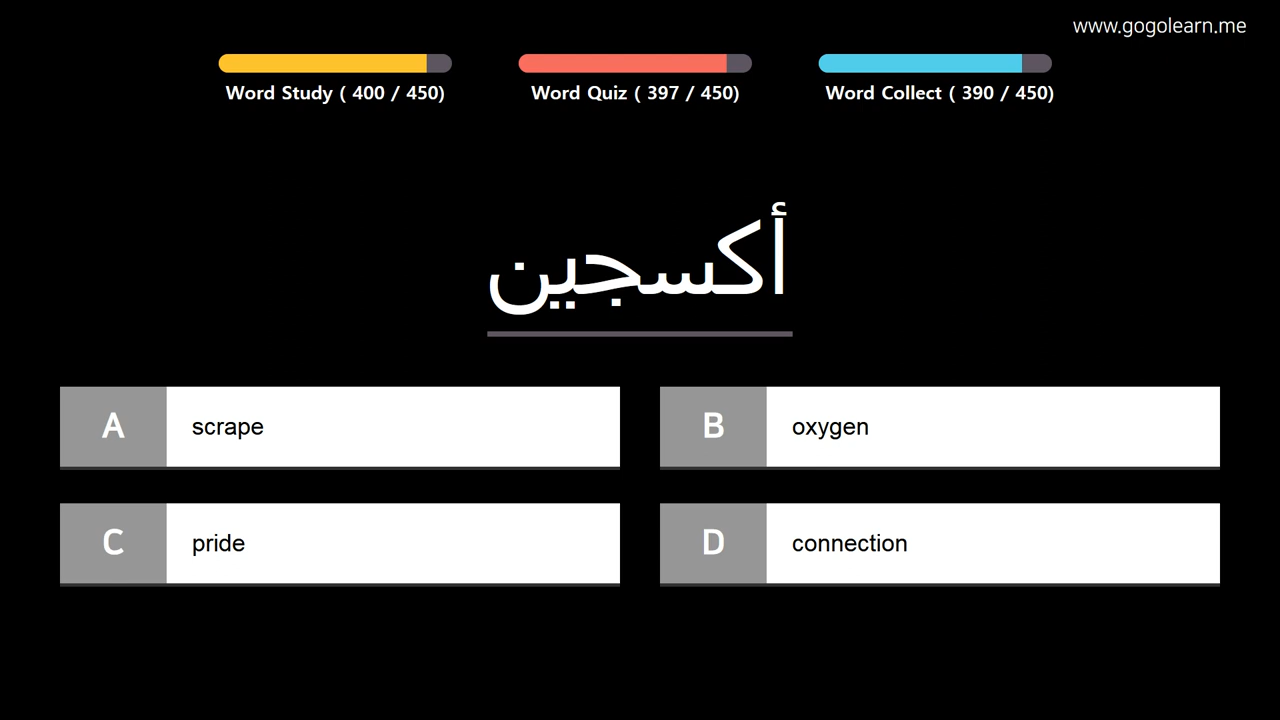 www.gogolearn.me
Word Study ( 400 / 450)
Word Quiz ( 397 / 450)
Word Collect ( 390 / 450)
أكسجين
A scrape
B oxygen
C pride
D connection